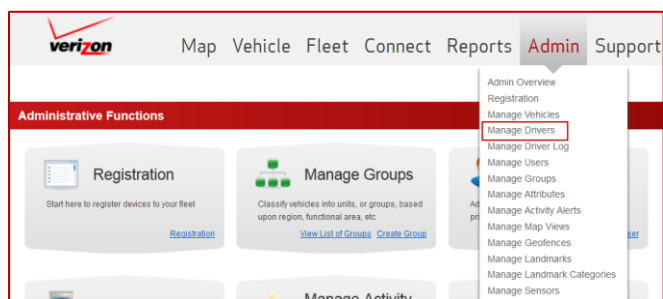 verizon
Map Vehicle Fleet Connect Reports Admin Support
Admin Overview
Registration
Manage Vehicles
Manage Drivers
Manage Driver Log
Manage Users
Manage Groups
Manage Attributes
Manage Activity Alerts
Manage Map Views
Manage Geofences
Manage Landmarks
Manage Landmark Categories
Manage Sensors
Administrative Functions
Registration
Start here to register devices to your fleet
Registration
Manage Groups
Classify vehicles into units, or groups, based
upon region, functional area, etc
View List of Groups Create Group
Manage Activity